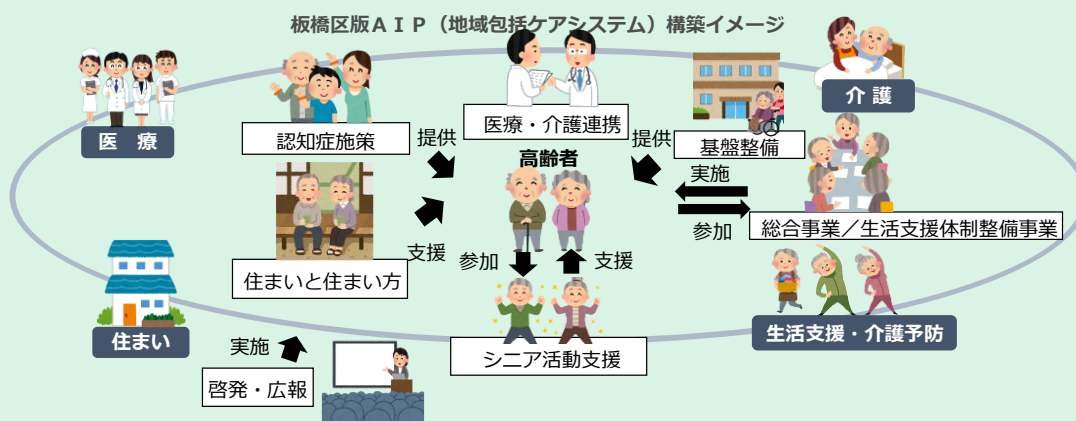 板橋区版ＡＩＰ（地域包括ケアシステム）構築イメージ
医　療
認知症施策
提供
医療・介護連携
提供
基盤整備
介 護
高齢者
実施
参加
総合事業／生活支援体制整備事業
支援
住まいと住まい方
参加
支援
住まい
シニア活動支援
生活支援・介護予防
実施
啓発・広報